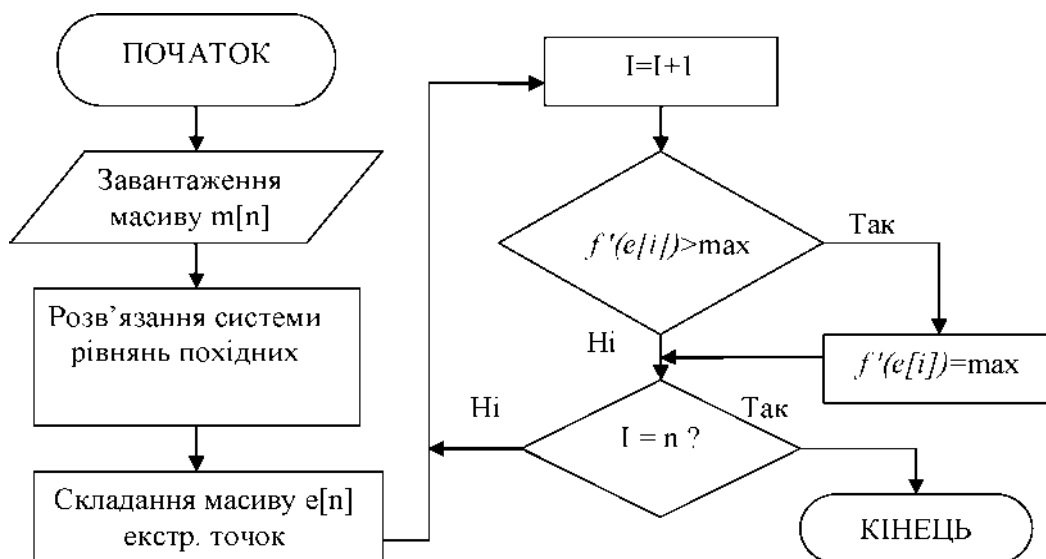 ПОЧАТОК
Завантаження
масиву m[n]
Розв’язання системи
рівнянь похідних
Складання масиву e[n]
екстр. точок
I=I+1
f'(e[i])>max
Так
Ні
f'(e[i])=max
Ні
Так
I = n ?
КІНЕЦЬ